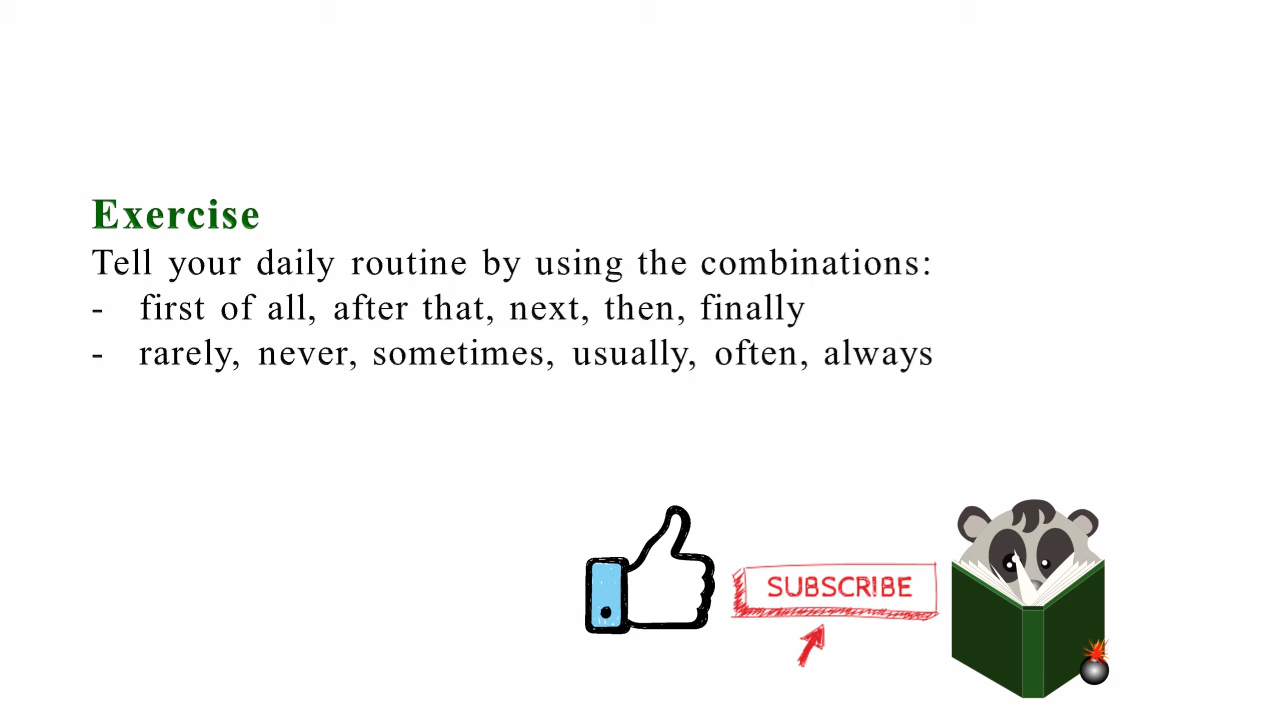 Exercise
Tell your daily routine by using the combinations:
- first of all, after that, next, then, finally
- rarely, never, sometimes, usually, often, always
SUBSCRIBE